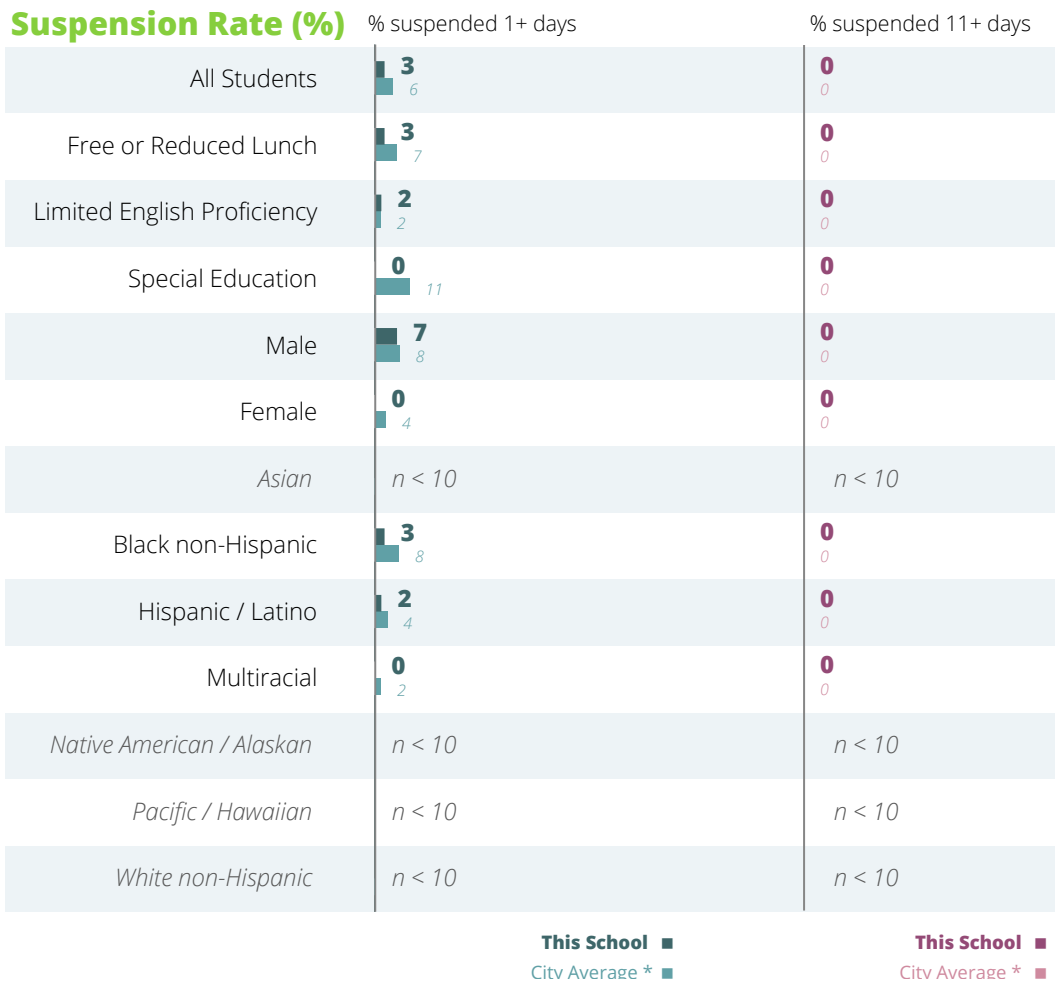 Suspension Rate (%) % suspended 1+ days % suspended 11+ days
All Students 3 0
6 0
Free or Reduced Lunch 3 0
7 0
Limited English Proficiency 2 0
2 0
Special Education 0 0
11 0
Male 7 0
8 0
Female 0 0
4 0
Asian n < 10 n < 10
Black non-Hispanic 3 0
8 0
Hispanic / Latino 2 0
4 0
Multiracial 0 0
2 0
Native American / Alaskan n < 10 n < 10
Pacific / Hawaiian n < 10 n < 10
White non-Hispanic n < 10 n < 10
This School This School
City Average * City Average *